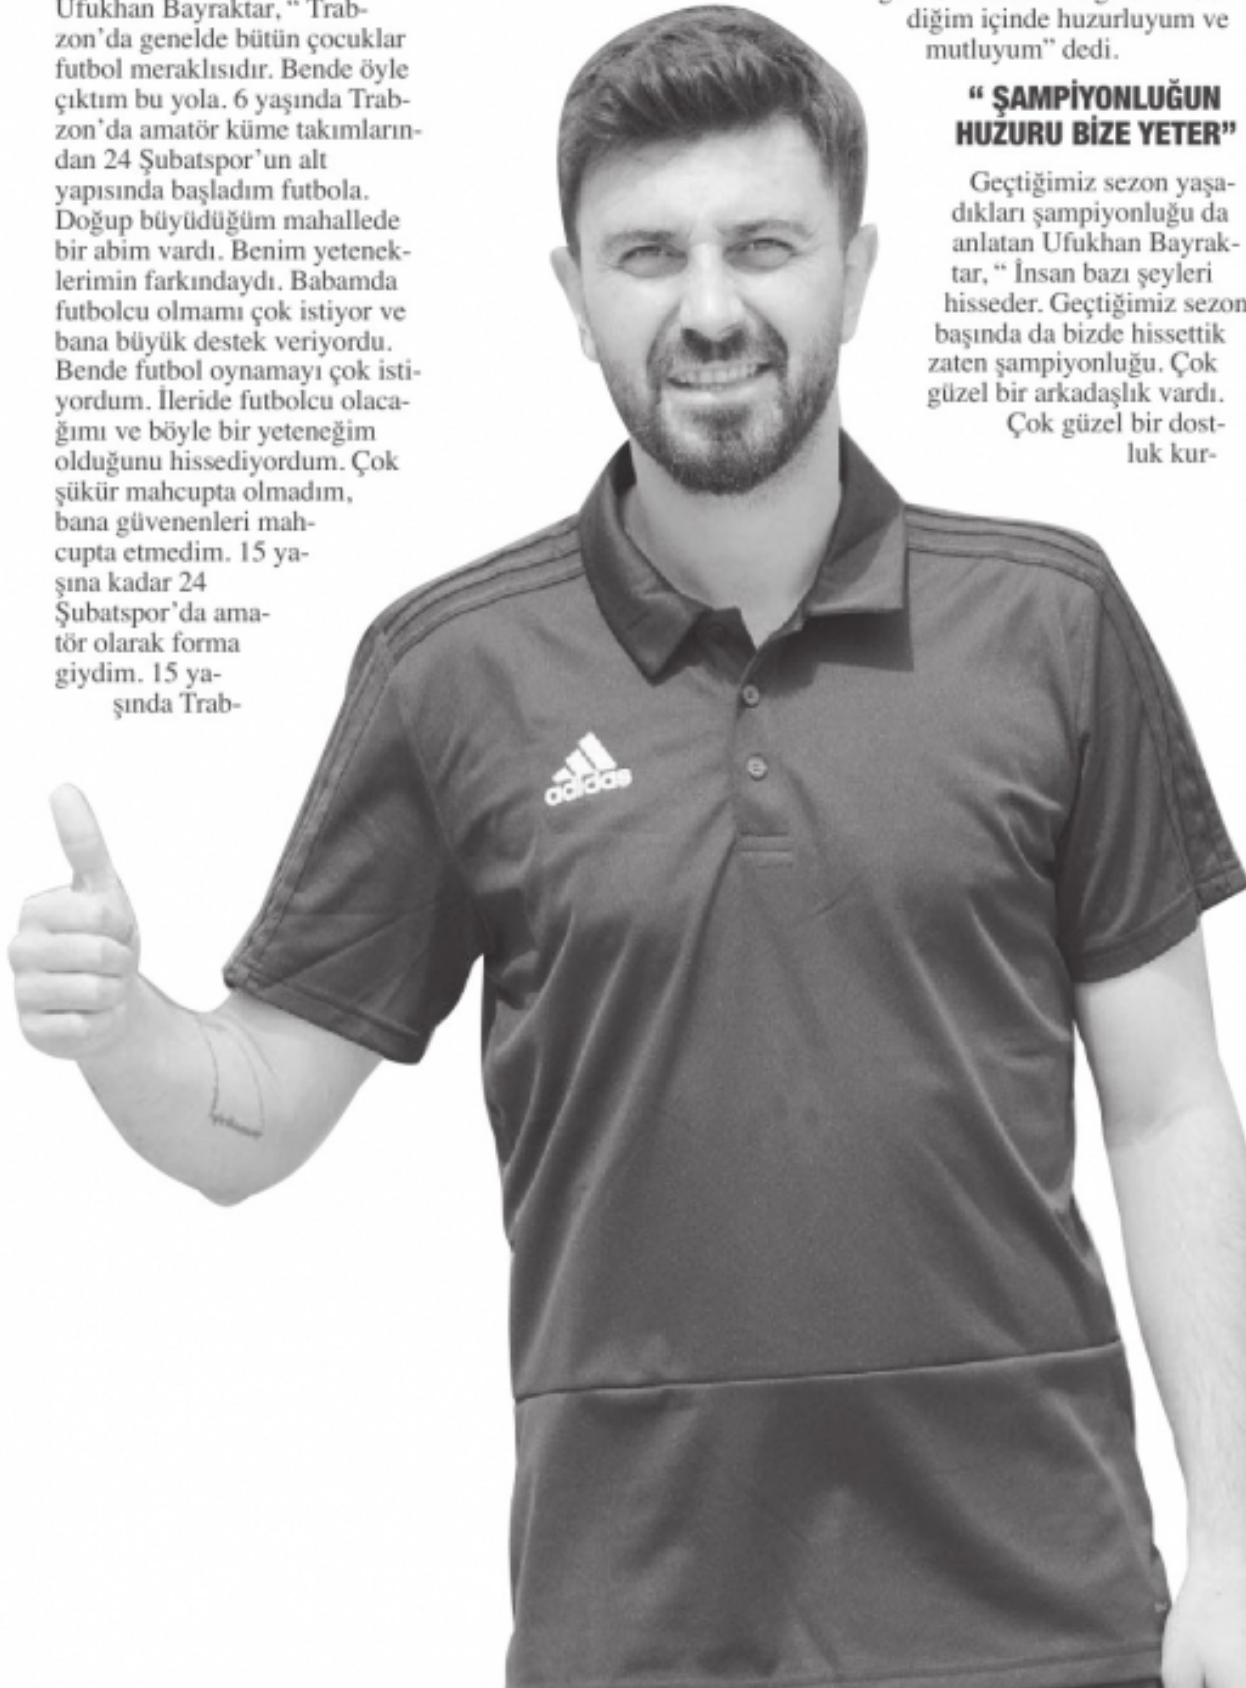 Ufukhan Bayraktar, “ Trab-
zon’da genelde bütün çocuklar
futbol meraklısıdır. Bende öyle
çıktım bu yola. 6 yaşında Trab-
zon’da amatör küme takımların-
dan 24 Şubatspor’un alt
yapısında başladım futbola.
Doğup büyüdüğüm mahallede
bir abim vardı. Benim yetenek-
lerimin farkındaydı. Babamda
futbolcu olmamı çok istiyor ve
bana büyük destek veriyordu.
Bende futbol oynamayı çok isti-
yordum. İleride futbolcu olaca-
ğımı ve böyle bir yeteneğim
olduğunu hissediyordum. Çok
şükür mahcupta olmadım,
bana güvenenleri mah-
cupta etmedim. 15 ya-
şına kadar 24
Şubatspor’da ama-
tör olarak forma
giydim. 15 ya-
şında Trab-
diğim içinde huzurluyum ve
mutluyum” dedi.
“ ŞAMPİYONLUĞUN
HUZURU BİZE YETER”
Geçtiğimiz sezon yaşa-
dıkları şampiyonluğu da
anlatan Ufukhan Bayrak-
tar, “ İnsan bazı şeyleri
hisseder. Geçtiğimiz sezon
başında da bizde hissettik
zaten şampiyonluğu. Çok
güzel bir arkadaşlık vardı.
Çok güzel bir dost-
luk kur-
adidas